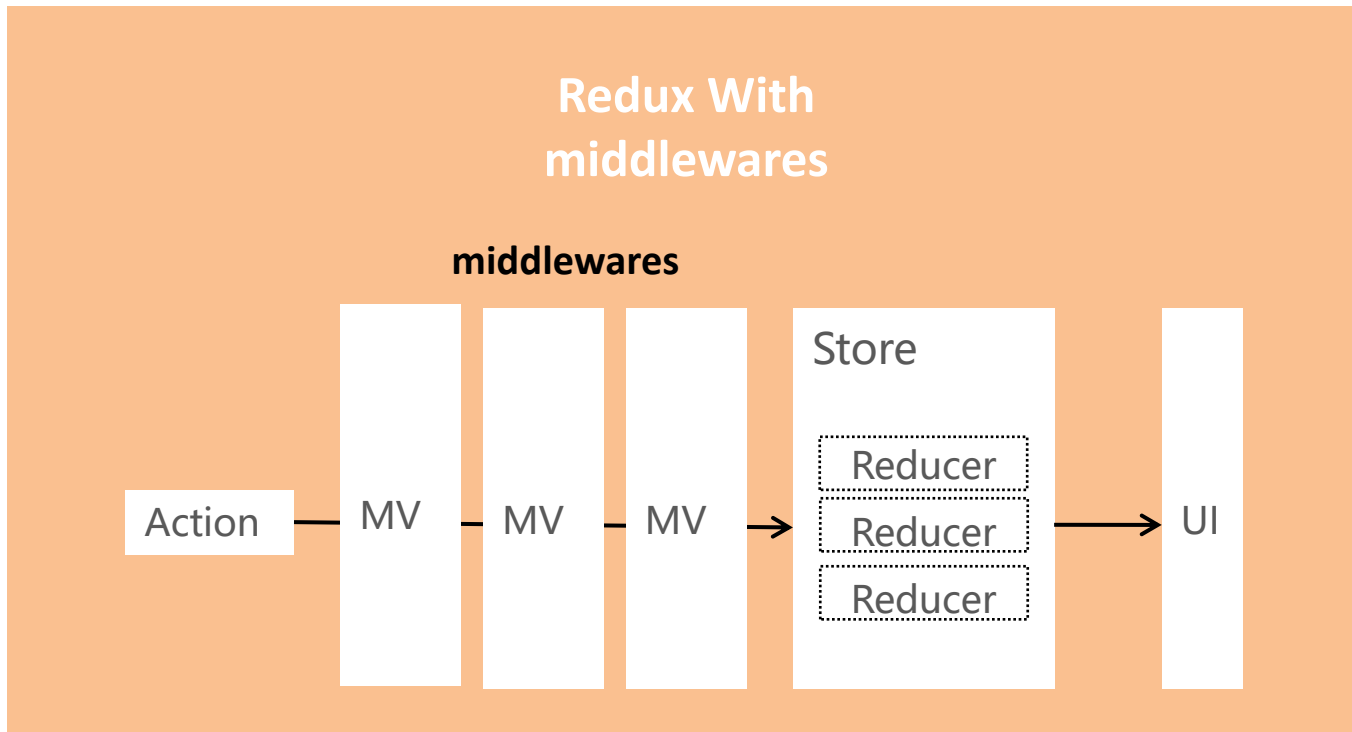 Redux With
middlewares
middlewares
Store
Reducer
Action
MV
MV
MV
Reducer
UI
Reducer